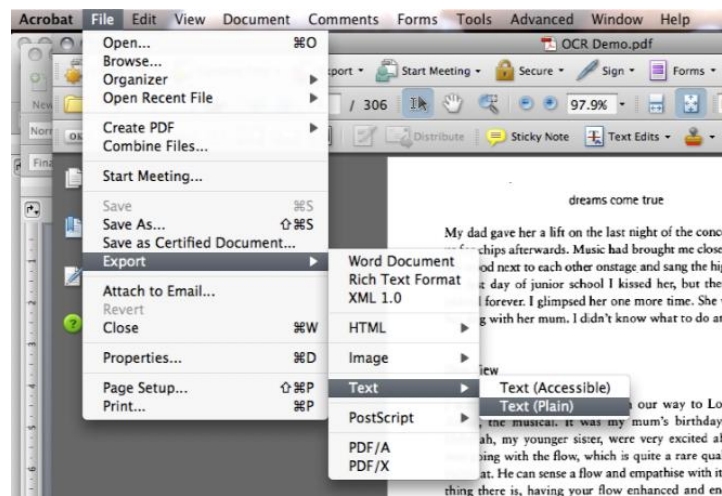 Acrobat File Edit View Document Comments Forms Tools Advanced Window Help
OCR Demo.pdf
Open... ⌘O
Browse...
Organizer
Open Recent File
Create PDF
Combine Files...
Start Meeting...
Save ⌘S
Save As... ⇧⌘S
Save as Certified Document...
Export
Attach to Email...
Revert
Close ⌘W
Properties... ⌘D
Page Setup... ⇧⌘P
Print... ⌘P
Word Document
Rich Text Format
XML 1.0
HTML
Image
Text
PostScript
PDF/A
PDF/X
Text (Accessible)
Text (Plain)
Start Meeting Secure Sign Forms
New
/ 306 97.9%
Distribute Sticky Note Text Edits
dreams come true
My dad gave her a lift on the last night of the
chips afterwards. Music had brought me
next to each other onstage and sang the
day of junior school I kissed her, but
forever. I glimpsed her one more time. She
with her mum. I didn't know what to do
our way to
the musical. It was my mum's birthday
my younger sister, were very excited
with the flow, which is quite a rare
He can sense a flow and empathise with
thing there is, having your flow enhanced and